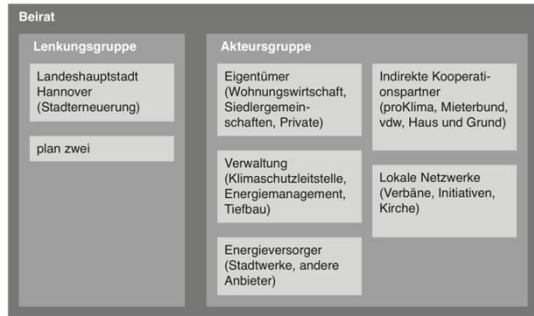 Beirat
Lenkungsgruppe
Landeshauptstadt
Hannover
(Stadterneuerung)
plan zwei
Akteursgruppe
Eigentümer
(Wohnungswirtschaft,
Siedlergemein-
schaften, Private)
Verwaltung
(Klimaschutzleitstelle,
Energiemanagement,
Tiefbau)
Energieversorger
(Stadtwerke, andere
Anbieter)
Indirekte Kooperati-
onspartner
(proKlima, Mieterbund,
vdw, Haus und Grund)
Lokale Netzwerke
(Verbäne, Initiativen,
Kirche)